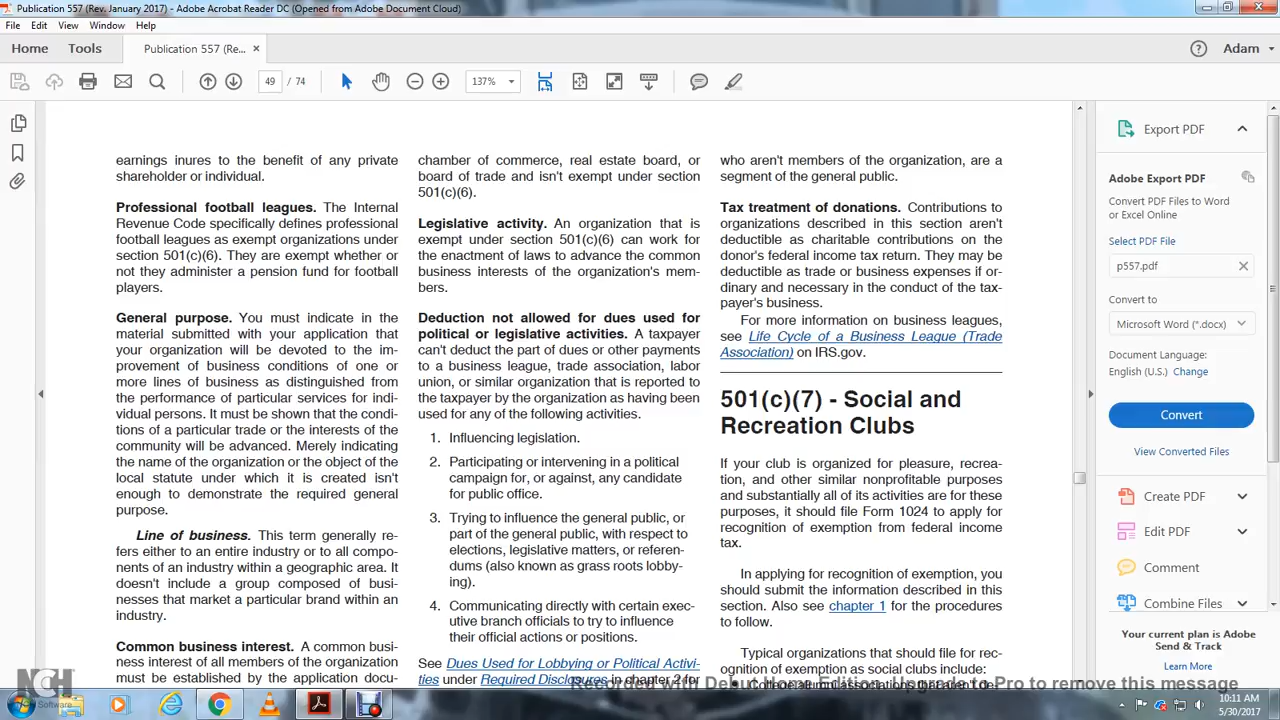 Publication 557 (Rev. January 2017) - Adobe Acrobat Reader DC (Opened from Adobe Document Cloud)
File Edit View Window Help
Home Tools Publication 557 (Re... × Adam
49 / 74 137%
earnings inures to the benefit of any private
shareholder or individual.
Professional football leagues. The Internal
Revenue Code specifically defines professional
football leagues as exempt organizations under
section 501(c)(6). They are exempt whether or
not they administer a pension fund for football
players.
General purpose. You must indicate in the
material submitted with your application that
your organization will be devoted to the im-
provement of business conditions of one or
more lines of business as distinguished from
the performance of particular services for indi-
vidual persons. It must be shown that the condi-
tions of a particular trade or the interests of the
community will be advanced. Merely indicating
the name of the organization or the object of the
local statute under which it is created isn't
enough to demonstrate the required general
purpose.
Line of business. This term generally re-
fers either to an entire industry or to all compo-
nents of an industry within a geographic area. It
doesn't include a group composed of busi-
nesses that market a particular brand within an
industry.
Common business interest. A common busi-
ness interest of all members of the organization
must be established by the application docu-
chamber of commerce, real estate board, or
board of trade and isn't exempt under section
501(c)(6).
Legislative activity. An organization that is
exempt under section 501(c)(6) can work for
the enactment of laws to advance the common
business interests of the organization's mem-
bers.
Deduction not allowed for dues used for
political or legislative activities. A taxpayer
can't deduct the part of dues or other payments
to a business league, trade association, labor
union, or similar organization that is reported to
the taxpayer by the organization as having been
used for any of the following activities.
1. Influencing legislation.
2. Participating or intervening in a political
campaign for, or against, any candidate
for public office.
3. Trying to influence the general public, or
part of the general public, with respect to
elections, legislative matters, or referen-
dums (also known as grass roots lobby-
ing).
4. Communicating directly with certain exec-
utive branch officials to try to influence
their official actions or positions.
See Dues Used for Lobbying or Political Activi-
ties under Required Disclosures in chapter 2 for
who aren't members of the organization, are a
segment of the general public.
Tax treatment of donations. Contributions to
organizations described in this section aren't
deductible as charitable contributions on the
donor's federal income tax return. They may be
deductible as trade or business expenses if or-
dinary and necessary in the conduct of the tax-
payer's business.
For more information on business leagues,
see Life Cycle of a Business League (Trade
Association) on IRS.gov.
501(c)(7) - Social and
Recreation Clubs
If your club is organized for pleasure, recrea-
tion, and other similar nonprofitable purposes
and substantially all of its activities are for these
purposes, it should file Form 1024 to apply for
recognition of exemption from federal income
tax.
In applying for recognition of exemption, you
should submit the information described in this
section. Also see chapter 1 for the procedures
to follow.
Typical organizations that should file for rec-
ognition of exemption as social clubs include:
Export PDF
Adobe Export PDF
Convert PDF Files to Word
or Excel Online
Select PDF File
p557.pdf
Convert to
Microsoft Word (*.docx)
Document Language:
English (U.S.) Change
Convert
View Converted Files
Create PDF
Edit PDF
Comment
Combine Files
Your current plan is Adobe
Send & Track
Learn More
Recorded with Debut Home Edition. Upgrade to Pro to remove this message
NCH Software
10:11 AM
5/30/2017